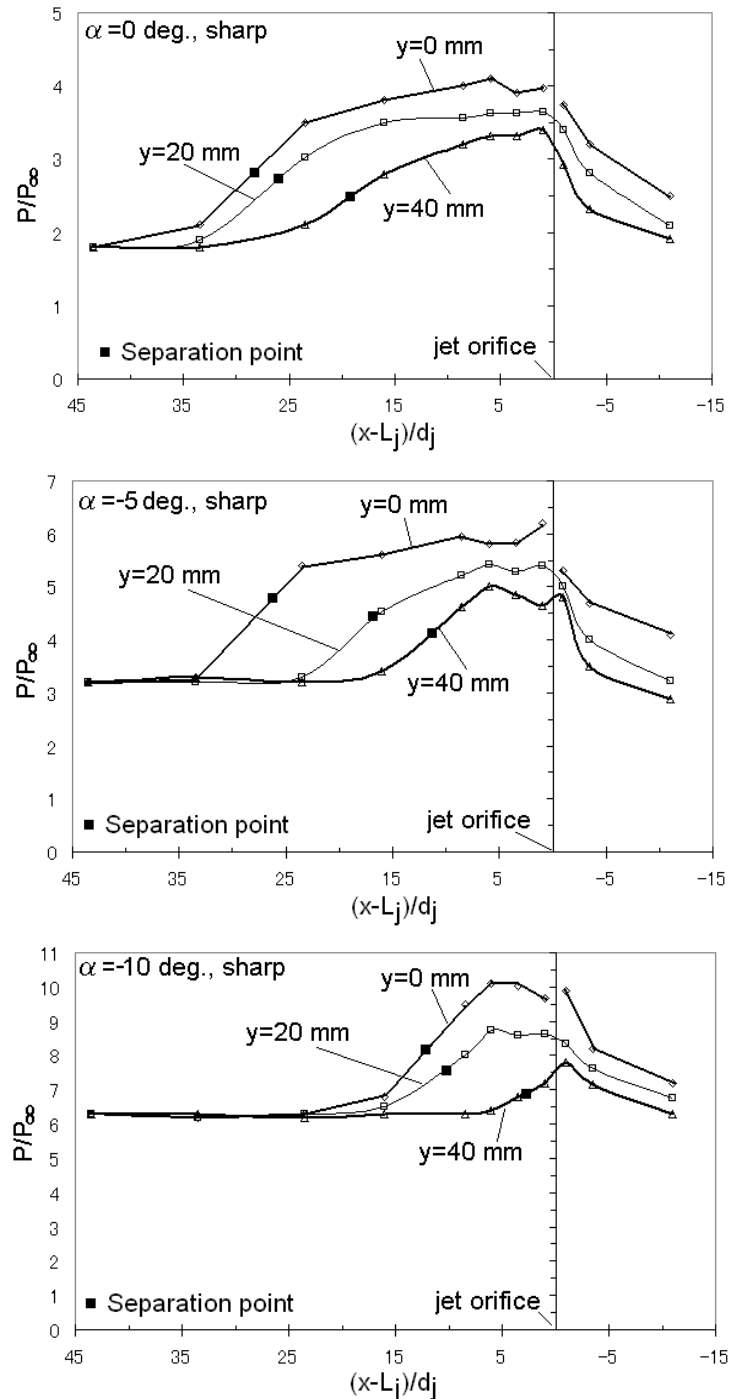 α=0 deg., sharp
y=0 mm
y=20 mm
y=40 mm
P/P∞
■ Separation point
jet orifice
5
4
3
2
1
0
45 35 25 15 5 −5 −15
(x-Lj)/dj
α=-5 deg., sharp
y=0 mm
y=20 mm
y=40 mm
P/P∞
■ Separation point
jet orifice
7
6
5
4
3
2
1
0
45 35 25 15 5 −5 −15
(x-Lj)/dj
α=-10 deg., sharp
y=0 mm
y=20 mm
y=40 mm
P/P∞
■ Separation point
jet orifice
11
10
9
8
7
6
5
4
3
2
1
0
45 35 25 15 5 −5 −15
(x-Lj)/dj